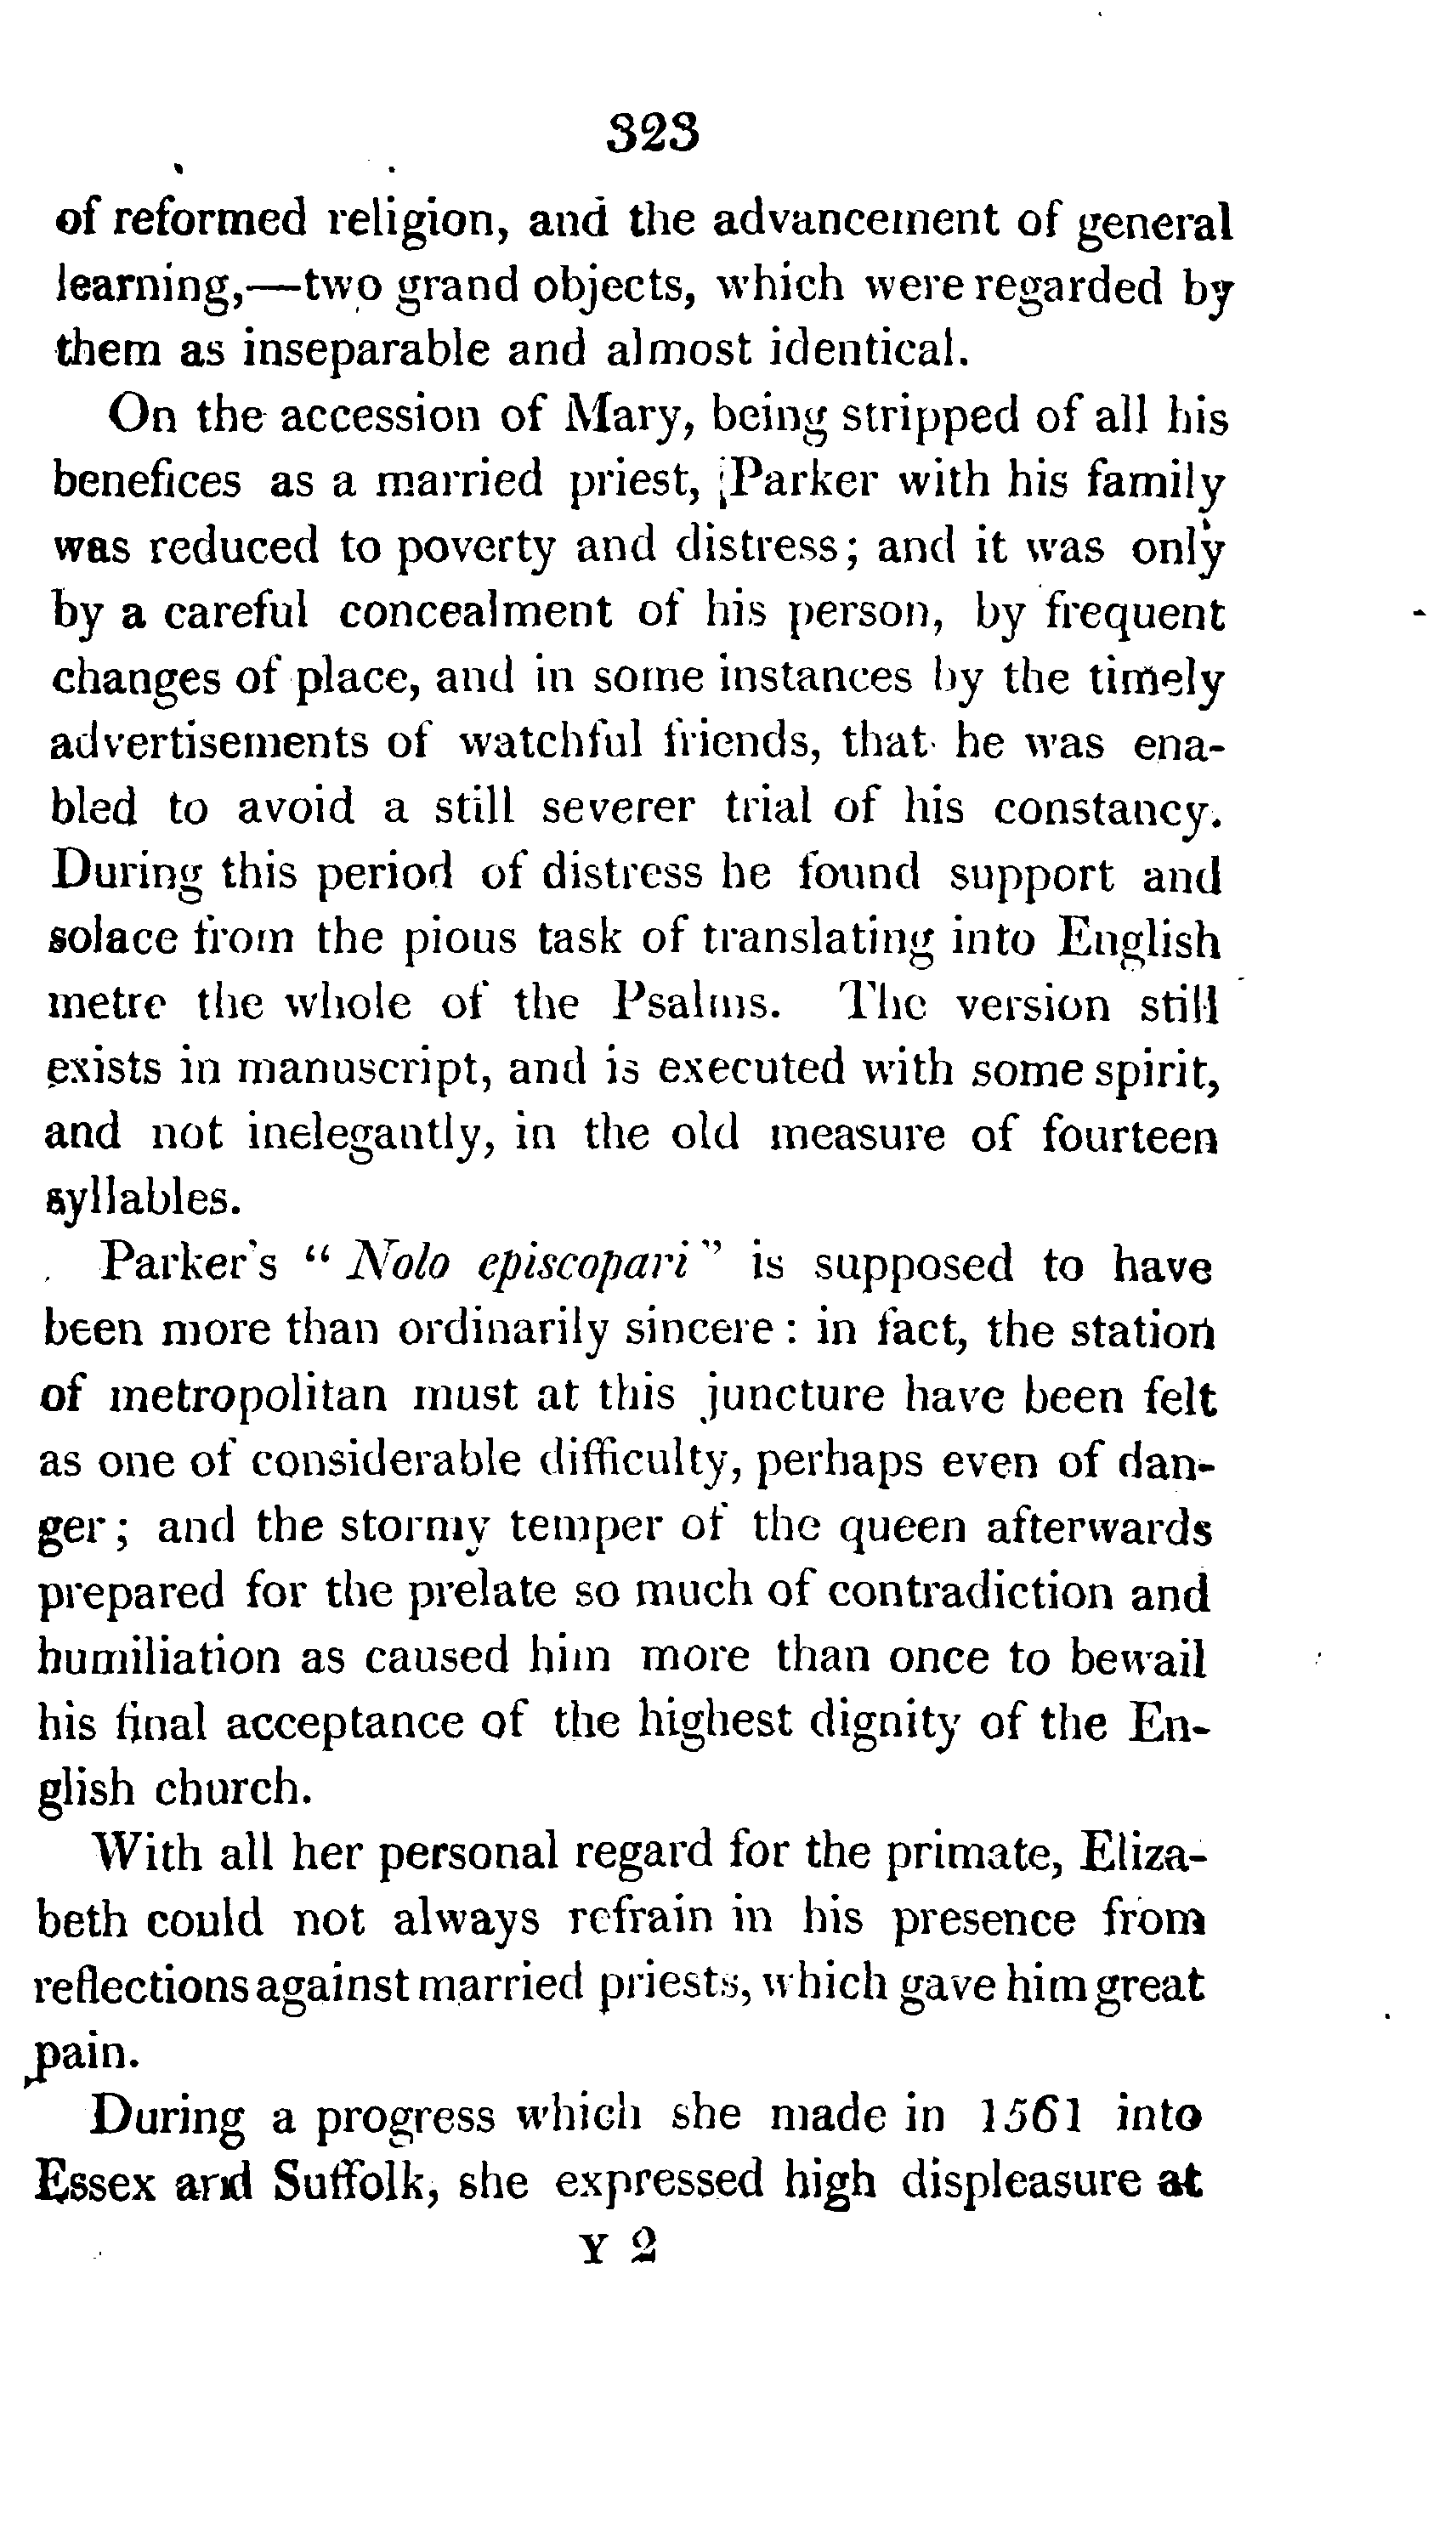 323
of reformed religion, and the advancement of general
learning,—two grand objects, which were regarded by
them as inseparable and almost identical.
On the accession of Mary, being stripped of all his
benefices as a married priest, Parker with his family
was reduced to poverty and distress; and it was only
by a careful concealment of his person, by frequent
changes of place, and in some instances by the timely
advertisements of watchful friends, that he was ena-
bled to avoid a still severer trial of his constancy.
During this period of distress he found support and
solace from the pious task of translating into English
metre the whole of the Psalms. The version still
exists in manuscript, and is executed with some spirit,
and not inelegantly, in the old measure of fourteen
syllables.
Parker's "Nolo episcopari" is supposed to have
been more than ordinarily sincere: in fact, the station
of metropolitan must at this juncture have been felt
as one of considerable difficulty, perhaps even of dan-
ger; and the stormy temper of the queen afterwards
prepared for the prelate so much of contradiction and
humiliation as caused him more than once to bewail
his final acceptance of the highest dignity of the En-
glish church.
With all her personal regard for the primate, Eliza-
beth could not always refrain in his presence from
reflections against married priests, which gave him great
pain.
During a progress which she made in 1561 into
Essex and Suffolk, she expressed high displeasure at
Y 2